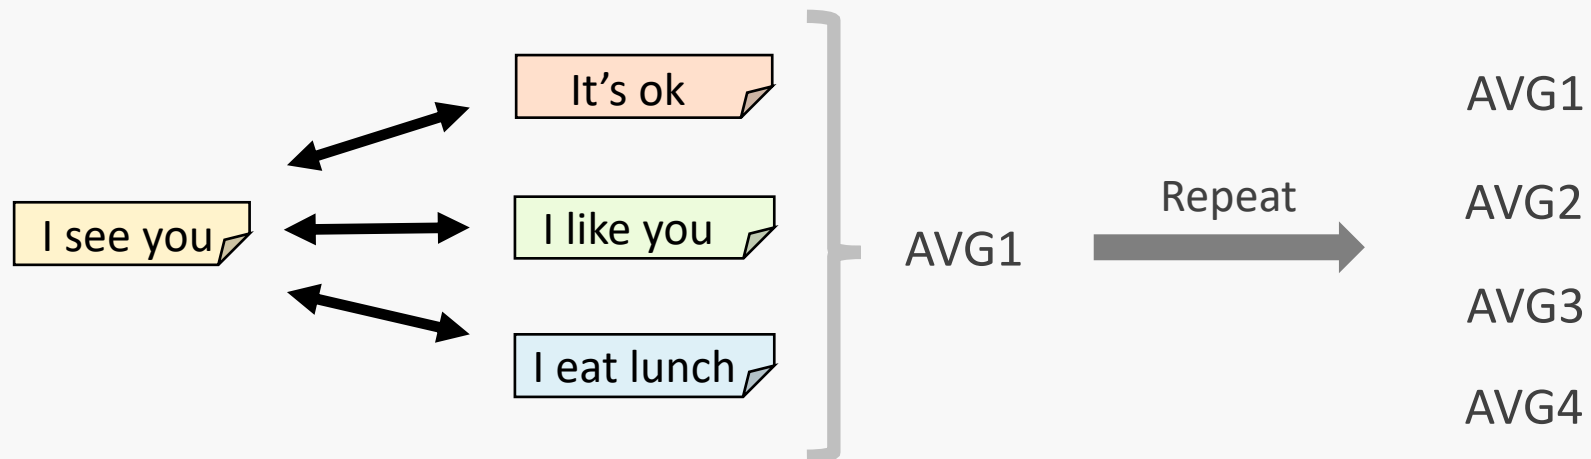 I see you
It's ok
I like you
I eat lunch
AVG1
Repeat
AVG1
AVG2
AVG3
AVG4